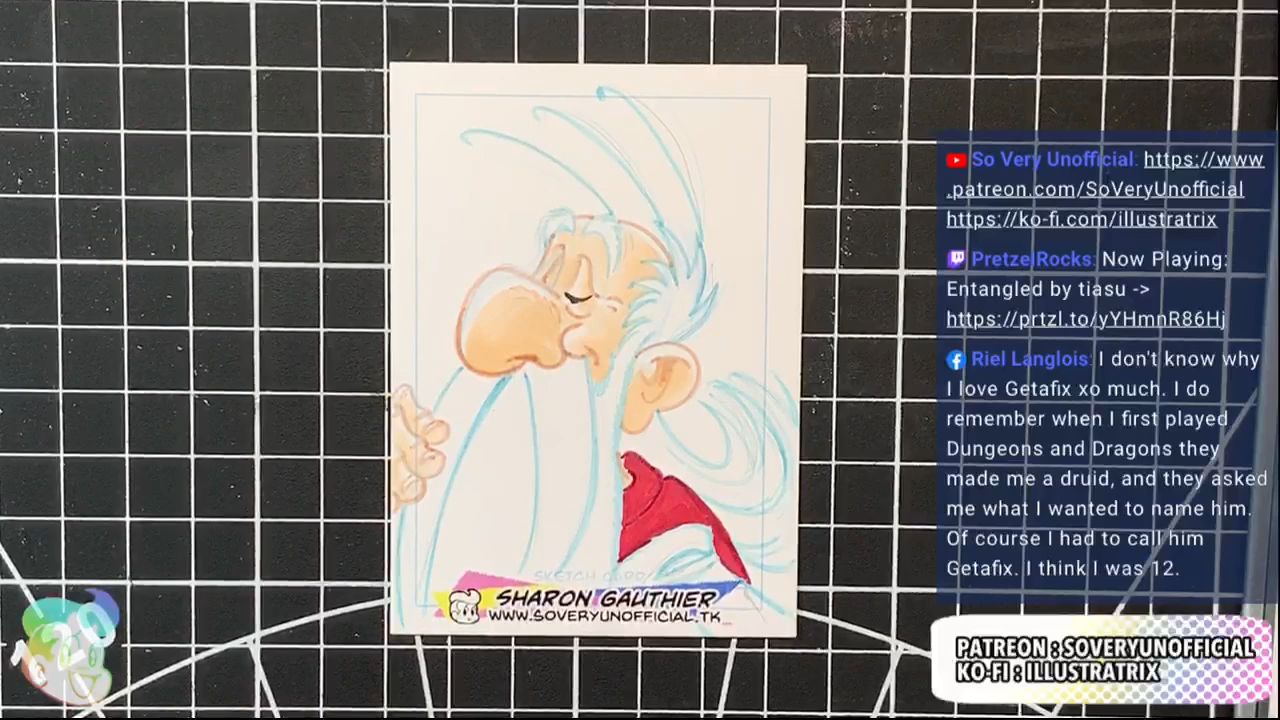 SKETCH CARD
SHARON GAUTHIER
WWW.SOVERYUNOFFICIAL.TK
So Very Unofficial: https://www
.patreon.com/SoVeryUnofficial
https://ko-fi.com/illustratrix
PretzelRocks: Now Playing:
Entangled by tiasu ->
https://prtzl.to/yYHmnR86Hj
Riel Langlois: I don't know why
I love Getafix xo much. I do
remember when I first played
Dungeons and Dragons they
made me a druid, and they asked
me what I wanted to name him.
Of course I had to call him
Getafix. I think I was 12.
PATREON : SOVERYUNOFFICIAL
KO-FI : ILLUSTRATRIX